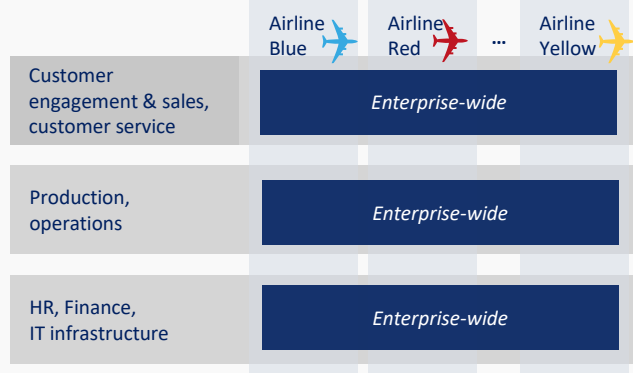 Airline
Blue
Airline
Red
...
Airline
Yellow
Customer
engagement & sales,
customer service
Enterprise-wide
Production,
operations
Enterprise-wide
HR, Finance,
IT infrastructure
Enterprise-wide